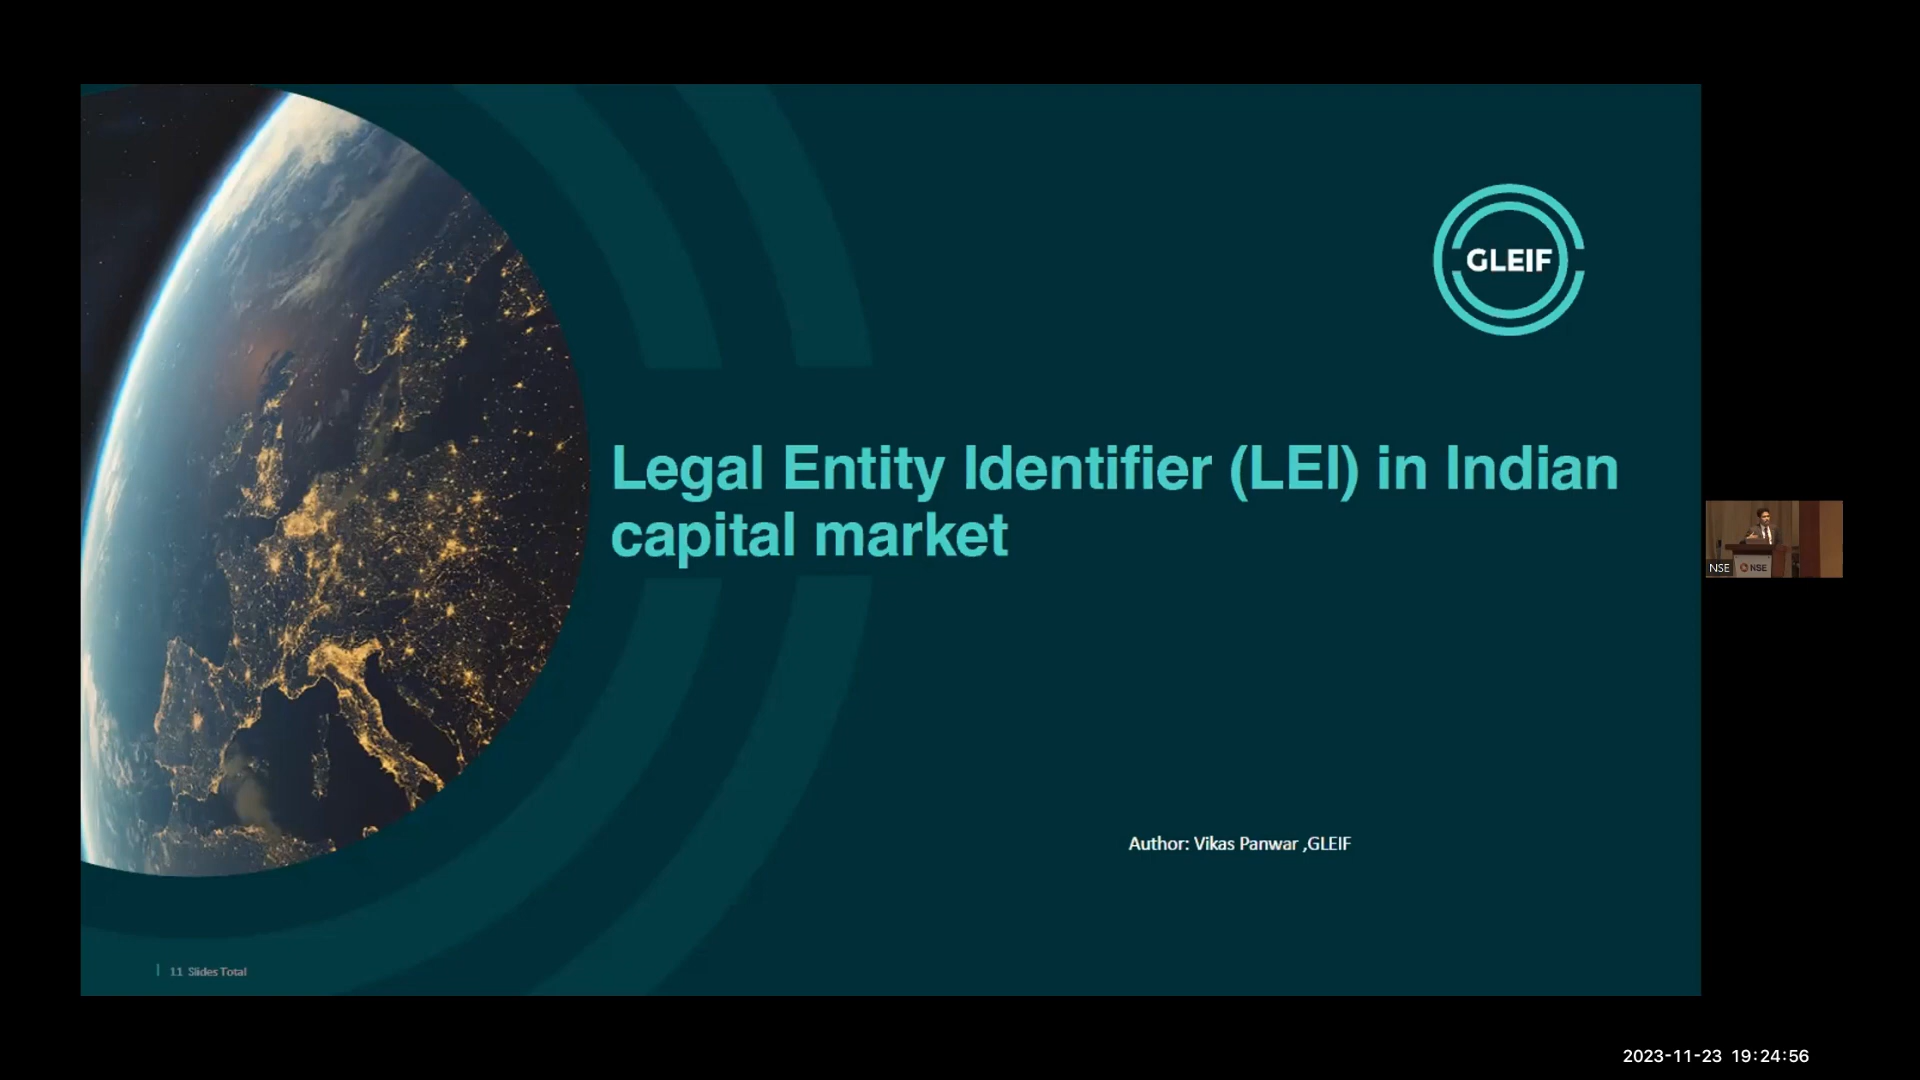 GLEIF
Legal Entity Identifier (LEI) in Indian
capital market
NSE
NSE
Author: Vikas Panwar ,GLEIF
11 Slides Total
2023-11-23 19:24:56